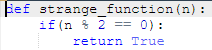 def strange_function(n):
    if(n % 2 == 0):
        return True